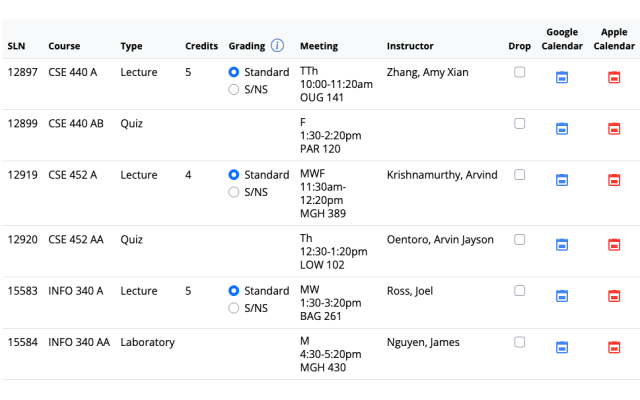 SLN Course Type Credits Grading i Meeting Instructor Drop Google Calendar Apple Calendar
12897 CSE 440 A Lecture 5 Standard TTh Zhang, Amy Xian
S/NS 10:00-11:20am
OUG 141
12899 CSE 440 AB Quiz F
1:30-2:20pm
PAR 120
12919 CSE 452 A Lecture 4 Standard MWF Krishnamurthy, Arvind
S/NS 11:30am-
12:20pm
MGH 389
12920 CSE 452 AA Quiz Th Oentoro, Arvin Jayson
12:30-1:20pm
LOW 102
15583 INFO 340 A Lecture 5 Standard MW Ross, Joel
S/NS 1:30-3:20pm
BAG 261
15584 INFO 340 AA Laboratory M Nguyen, James
4:30-5:20pm
MGH 430